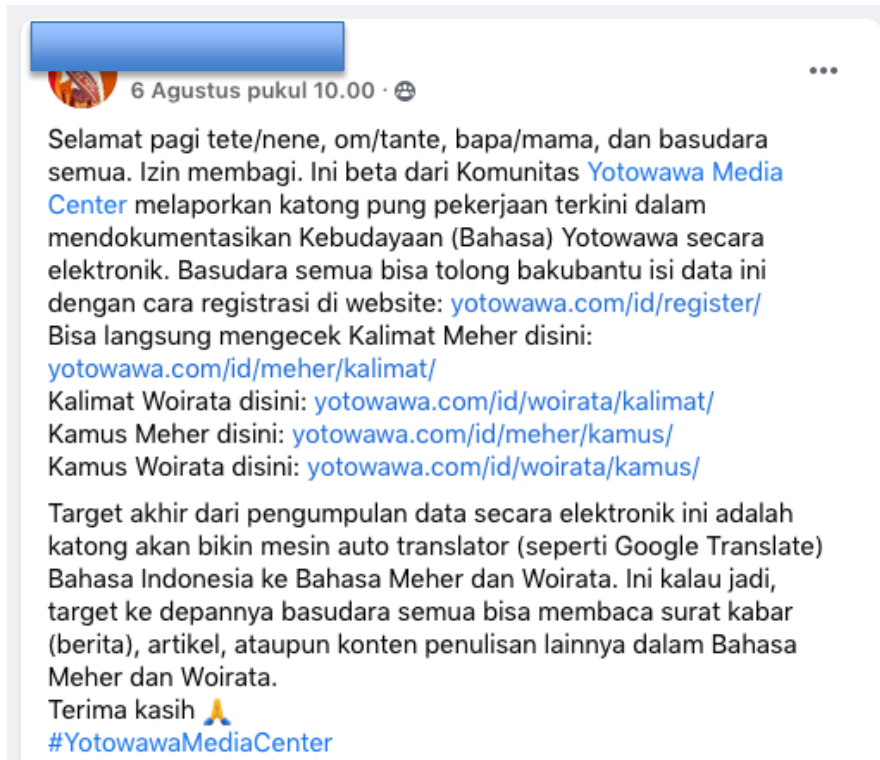 6 Agustus pukul 10.00 ·
Selamat pagi tete/nene, om/tante, bapa/mama, dan basudara
semua. Izin membagi. Ini beta dari Komunitas Yotowawa Media
Center melaporkan katong pung pekerjaan terkini dalam
mendokumentasikan Kebudayaan (Bahasa) Yotowawa secara
elektronik. Basudara semua bisa tolong bakubantu isi data ini
dengan cara registrasi di website: yotowawa.com/id/register/
Bisa langsung mengecek Kalimat Meher disini:
yotowawa.com/id/meher/kalimat/
Kalimat Woirata disini: yotowawa.com/id/woirata/kalimat/
Kamus Meher disini: yotowawa.com/id/meher/kamus/
Kamus Woirata disini: yotowawa.com/id/woirata/kamus/
Target akhir dari pengumpulan data secara elektronik ini adalah
katong akan bikin mesin auto translator (seperti Google Translate)
Bahasa Indonesia ke Bahasa Meher dan Woirata. Ini kalau jadi,
target ke depannya basudara semua bisa membaca surat kabar
(berita), artikel, ataupun konten penulisan lainnya dalam Bahasa
Meher dan Woirata.
Terima kasih 🙏
#YotowawaMediaCenter